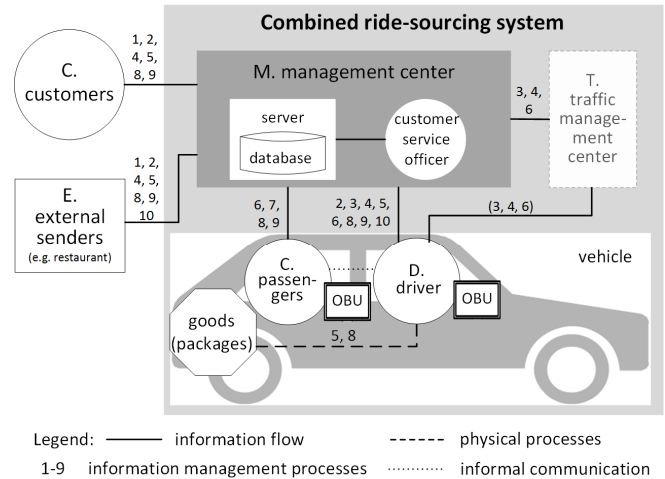 Combined ride-sourcing system
C.
customers
1, 2,
4, 5,
8, 9
M. management center
server
database
customer
service
officer
3, 4,
6
T.
traffic
manage-
ment
center
E.
external
senders
(e.g. restaurant)
1, 2,
4, 5,
8, 9,
10
6, 7,
8, 9
2, 3, 4, 5,
6, 8, 9, 10
(3, 4, 6)
vehicle
C.
passen-
gers
OBU
D.
driver
OBU
goods
(packages)
5, 8
Legend: information flow physical processes
1-9 information management processes informal communication